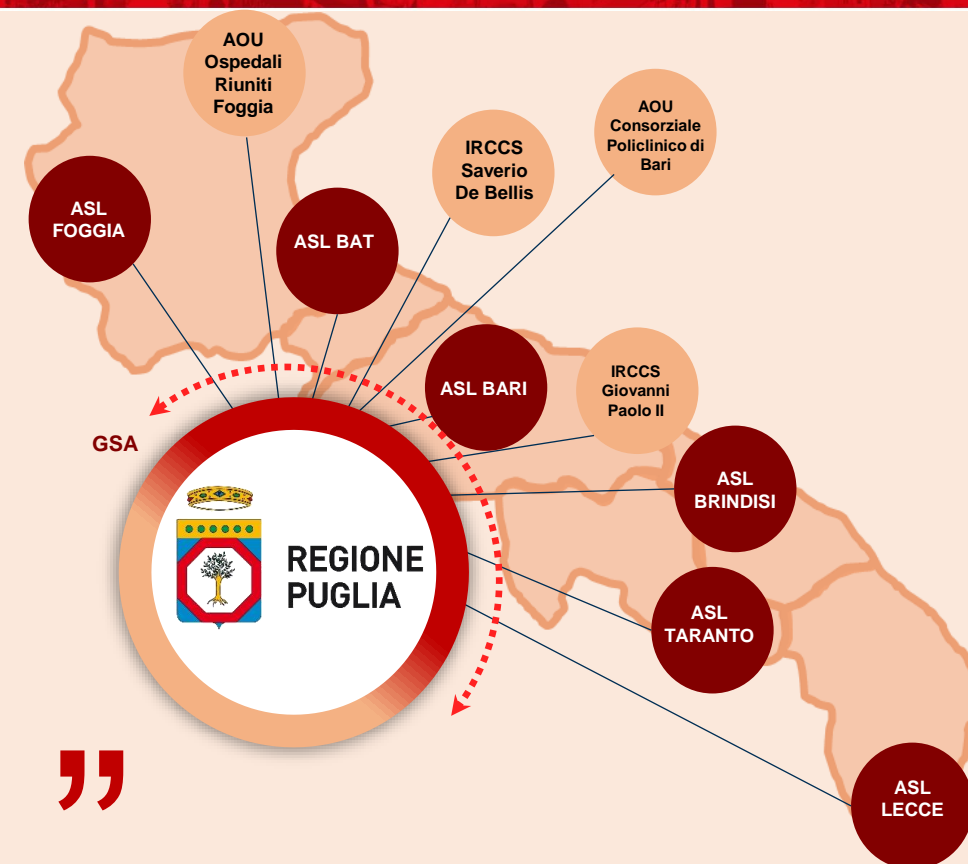 AOU
Ospedali
Riuniti
Foggia
AOU
Consorziale
Policlinico di
Bari
IRCCS
Saverio
De Bellis
ASL
FOGGIA
ASL BAT
ASL BARI
IRCCS
Giovanni
Paolo II
GSA
ASL
BRINDISI
REGIONE
PUGLIA
ASL
TARANTO
”
ASL
LECCE